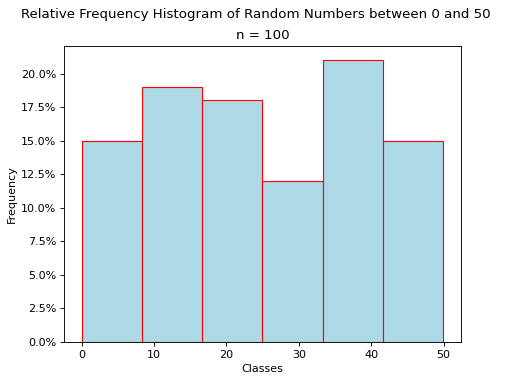 Relative Frequency Histogram of Random Numbers between 0 and 50
n = 100
20.0%
17.5%
15.0%
12.5%
10.0%
7.5%
5.0%
2.5%
0.0%
Frequency
0 10 20 30 40 50
Classes